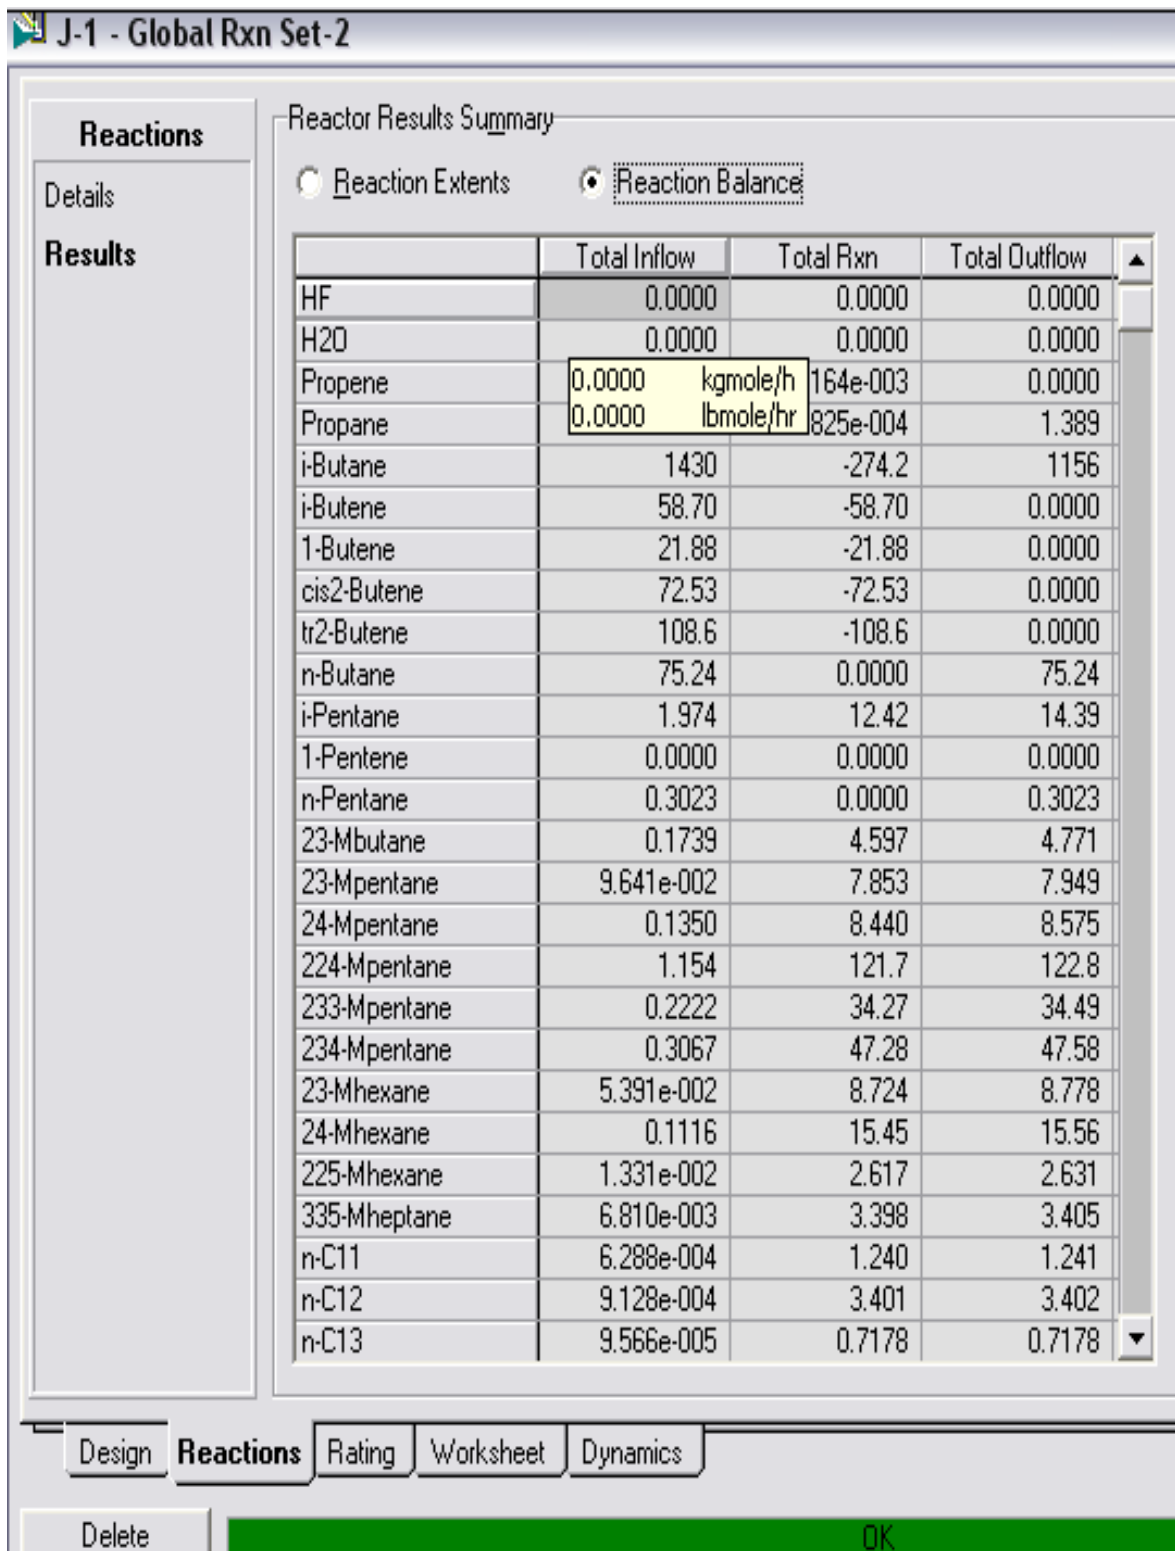 J-1 - Global Rxn Set-2
Reactions
Details
Results
Reactor Results Summary
Reaction Extents Reaction Balance
Total Inflow Total Rxn Total Outflow
HF 0.0000 0.0000 0.0000
H2O 0.0000 0.0000 0.0000
Propene 0.0000 kgmole/h 164e-003 0.0000
Propane 0.0000 lbmole/hr 825e-004 1.389
i-Butane 1430 -274.2 1156
i-Butene 58.70 -58.70 0.0000
1-Butene 21.88 -21.88 0.0000
cis2-Butene 72.53 -72.53 0.0000
tr2-Butene 108.6 -108.6 0.0000
n-Butane 75.24 0.0000 75.24
i-Pentane 1.974 12.42 14.39
1-Pentene 0.0000 0.0000 0.0000
n-Pentane 0.3023 0.0000 0.3023
23-Mbutane 0.1739 4.597 4.771
23-Mpentane 9.641e-002 7.853 7.949
24-Mpentane 0.1350 8.440 8.575
224-Mpentane 1.154 121.7 122.8
233-Mpentane 0.2222 34.27 34.49
234-Mpentane 0.3067 47.28 47.58
23-Mhexane 5.391e-002 8.724 8.778
24-Mhexane 0.1116 15.45 15.56
225-Mhexane 1.331e-002 2.617 2.631
335-Mheptane 6.810e-003 3.398 3.405
n-C11 6.288e-004 1.240 1.241
n-C12 9.128e-004 3.401 3.402
n-C13 9.566e-005 0.7178 0.7178
Design Reactions Rating Worksheet Dynamics
Delete OK